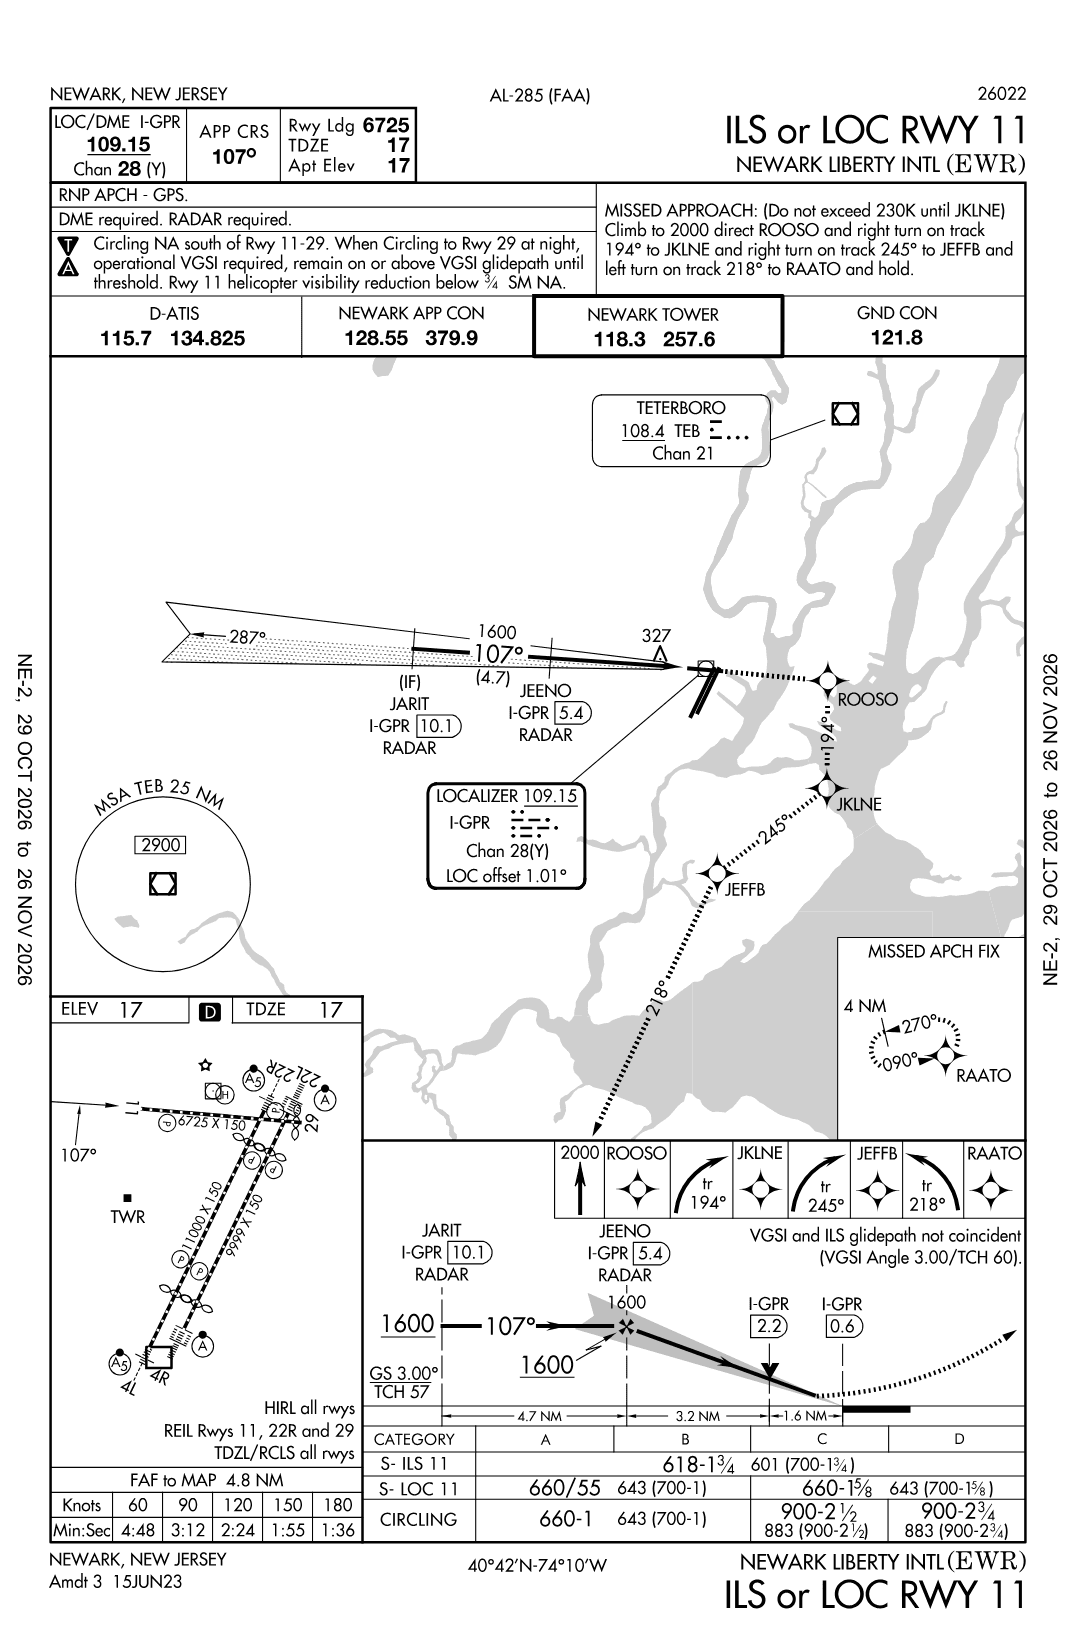 NEWARK, NEW JERSEY
AL-285 (FAA)
26022
LOC/DME I-GPR
109.15
Chan 28 (Y)
APP CRS
107°
Rwy Ldg 6725
TDZE 17
Apt Elev 17
ILS or LOC RWY 11
NEWARK LIBERTY INTL (EWR)
RNP APCH - GPS.
DME required. RADAR required.
T
A
Circling NA south of Rwy 11-29. When Circling to Rwy 29 at night,
operational VGSI required, remain on or above VGSI glidepath until
threshold. Rwy 11 helicopter visibility reduction below ¾ SM NA.
MISSED APPROACH: (Do not exceed 230K until JKLNE)
Climb to 2000 direct ROOSO and right turn on track
194° to JKLNE and right turn on track 245° to JEFFB and
left turn on track 218° to RAATO and hold.
D-ATIS
115.7 134.825
NEWARK APP CON
128.55 379.9
NEWARK TOWER
118.3 257.6
GND CON
121.8
TETERBORO
108.4 TEB
Chan 21
287°
1600
107°
(4.7)
327
(IF)
JARIT
I-GPR 10.1
RADAR
JEENO
I-GPR 5.4
RADAR
ROOSO
194°
JKLNE
245°
JEFFB
218°
LOCALIZER 109.15
I-GPR
Chan 28(Y)
LOC offset 1.01°
MSA TEB 25 NM
2900
MISSED APCH FIX
4 NM
270°
090°
RAATO
NE-2, 29 OCT 2026 to 26 NOV 2026
NE-2, 29 OCT 2026 to 26 NOV 2026
ELEV 17
D
TDZE 17
A5
22R
22L
A
H
11
P
6725 X 150
P
29
107°
P
P
TWR
11000 X 150
9999 X 150
P
P
A5
A
4L
4R
HIRL all rwys
REIL Rwys 11, 22R and 29
TDZL/RCLS all rwys
FAF to MAP 4.8 NM
Knots 60 90 120 150 180
Min:Sec 4:48 3:12 2:24 1:55 1:36
2000
ROOSO
tr
194°
JKLNE
tr
245°
JEFFB
tr
218°
RAATO
VGSI and ILS glidepath not coincident
(VGSI Angle 3.00/TCH 60).
JARIT
I-GPR 10.1
RADAR
JEENO
I-GPR 5.4
RADAR
1600
I-GPR
2.2
I-GPR
0.6
1600
107°
1600
GS 3.00°
TCH 57
4.7 NM
3.2 NM
1.6 NM
CATEGORY A B C D
S- ILS 11 618-1¾ 601 (700-1¾)
S- LOC 11 660/55 643 (700-1) 660-1⅝ 643 (700-1⅝)
CIRCLING 660-1 643 (700-1)
900-2½
883 (900-2½)
900-2¾
883 (900-2¾)
NEWARK, NEW JERSEY
Amdt 3 15JUN23
40°42'N-74°10'W
NEWARK LIBERTY INTL (EWR)
ILS or LOC RWY 11